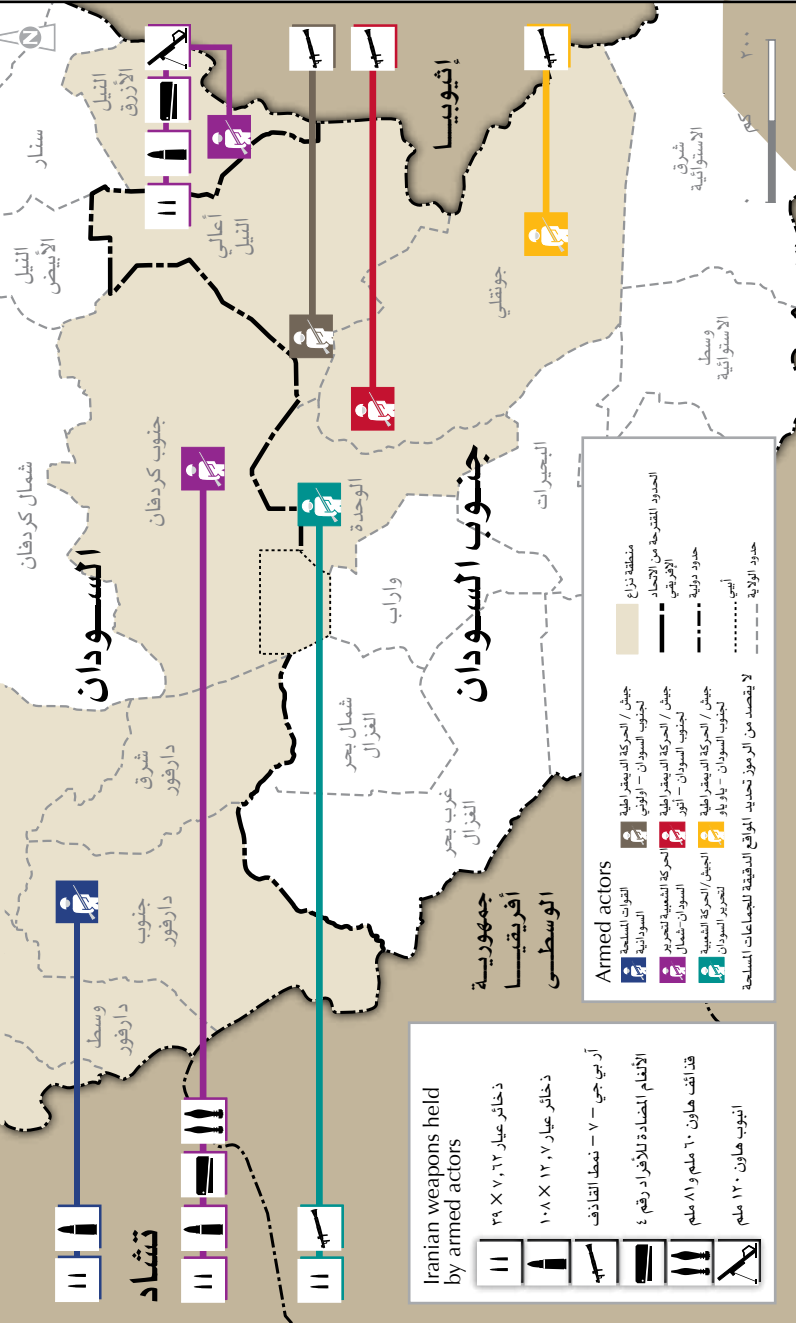 N
٢٠٠
كم
٠
السودان
جنوب السودان
إثيوبيا
تشاد
جمهورية
أفريقيا
الوسطى
سنار
النيل
الأزرق
النيل
الأبيض
أعالي
النيل
شمال كردفان
جنوب كردفان
جونقلي
شرق
الاستوائية
وسط
الاستوائية
البحيرات
الوحدة
واراب
شمال بحر
الغزال
غرب بحر
الغزال
شرق
دارفور
جنوب
دارفور
وسط
دارفور
Armed actors
القوات المسلحة
السودانية
الحركة الشعبية لتحرير
السودان-شمال
الجيش/الحركة الشعبية
لتحرير السودان
جيش / الحركة الديمقراطية
لجنوب السودان – اولوني
جيش / الحركة الديمقراطية
لجنوب السودان – أتور
جيش / الحركة الديمقراطية
لجنوب السودان – ياو ياو
منطقة نزاع
الحدود المقترحة من الاتحاد
الإفريقي
حدود دولية
أبيي
حدود الولاية
لا يقصد من الرموز تحديد المواقع الدقيقة للجماعات المسلحة
Iranian weapons held
by armed actors
ذخائر عيار ٧,٦٢ × ٣٩
ذخائر عيار ١٢,٧ × ١٠٨
آر بي جي – ٧ – نمط القاذف
الألغام المضادة للأفراد رقم ٤
قذائف هاون ٦٠ ملم و ٨١ ملم
انبوب هاون ١٢٠ ملم